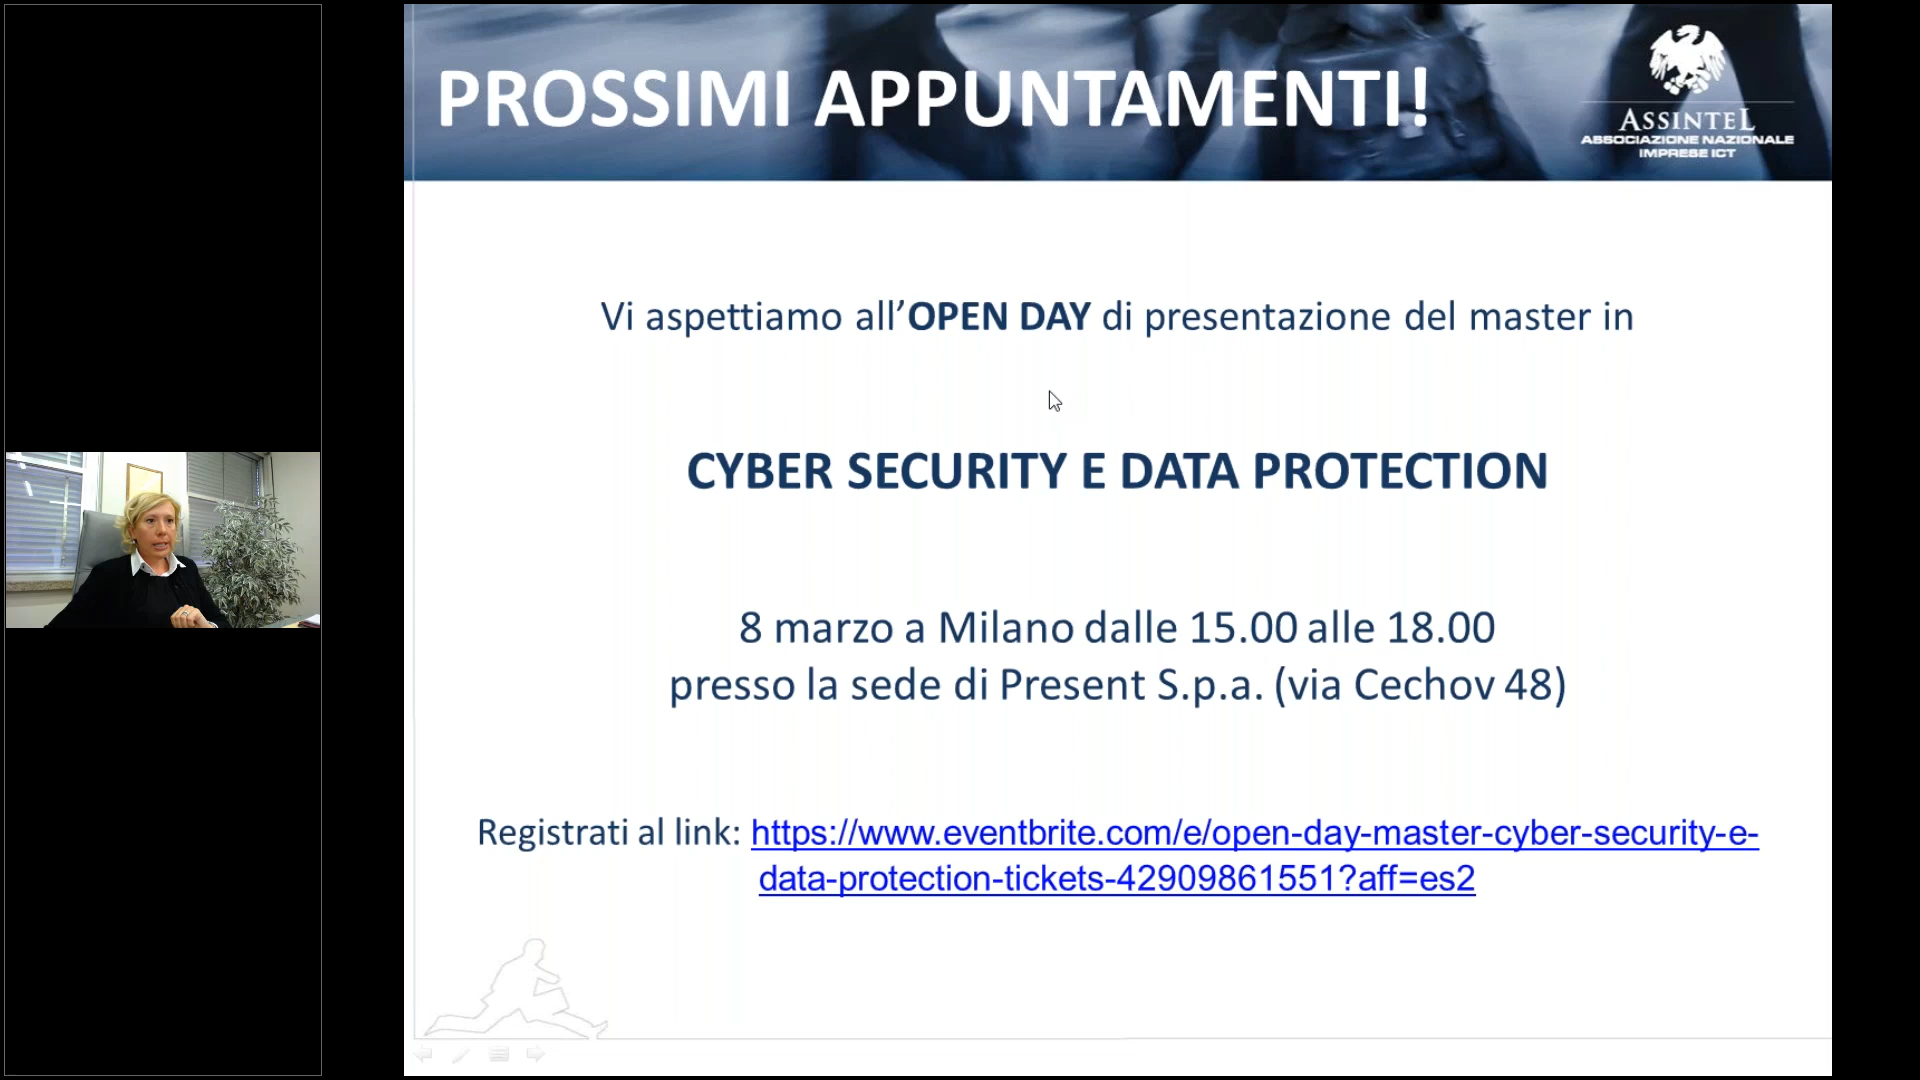 PROSSIMI APPUNTAMENTI!
ASSINTEL
ASSOCIAZIONE NAZIONALE
IMPRESE ICT
Vi aspettiamo all’OPEN DAY di presentazione del master in
CYBER SECURITY E DATA PROTECTION
8 marzo a Milano dalle 15.00 alle 18.00
presso la sede di Present S.p.a. (via Cechov 48)
Registrati al link: https://www.eventbrite.com/e/open-day-master-cyber-security-e-
data-protection-tickets-42909861551?aff=es2